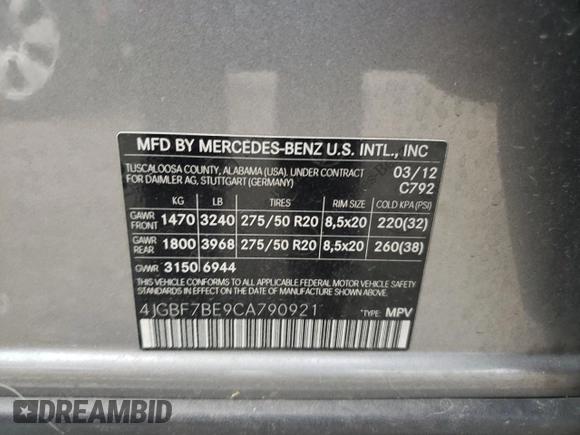 MFD BY MERCEDES-BENZ U.S. INTL., INC
TUSCALOOSA COUNTY, ALABAMA (USA). UNDER CONTRACT 03/12
FOR DAIMLER AG, STUTTGART (GERMANY) C792
KG LB TIRES RIM SIZE COLD KPA (PSI)
GAWR FRONT 1470 3240 275/50 R20 8,5x20 220(32)
GAWR REAR 1800 3968 275/50 R20 8,5x20 260(38)
GVWR 3150 6944
THIS VEHICLE CONFORMS TO ALL APPLICABLE FEDERAL MOTOR VEHICLE SAFETY
STANDARDS IN EFFECT ON THE DATE OF MANUFACTURE SHOWN ABOVE.
4JGBF7BE9CA790921 "TYPE: MPV
DREAMBID